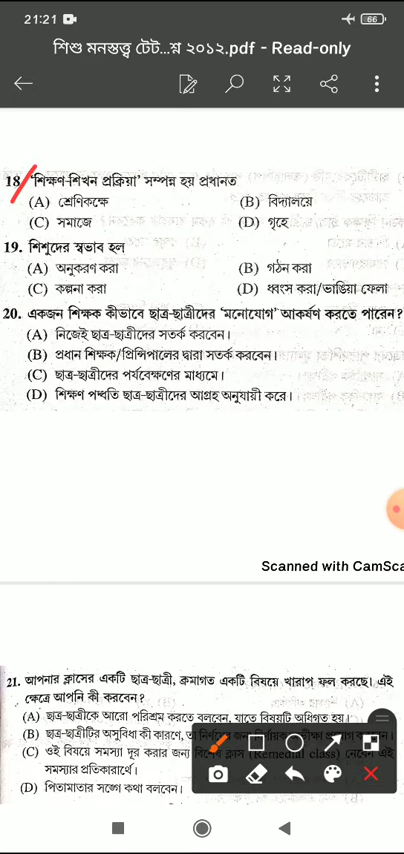 21:21
66
শিশু মনস্তত্ত্ব টেট...শ্ন ২০১২.pdf - Read-only
18. 'শিক্ষণ-শিখন প্রক্রিয়া' সম্পন্ন হয় প্রধানত
(A) শ্রেণিকক্ষে (B) বিদ্যালয়ে
(C) সমাজে (D) গৃহে
19. শিশুদের স্বভাব হল
(A) অনুকরণ করা (B) গঠন করা
(C) কল্পনা করা (D) ধ্বংস করা/ভাঙিয়া ফেলা
20. একজন শিক্ষক কীভাবে ছাত্র-ছাত্রীদের 'মনোযোগ' আকর্ষণ করতে পারেন?
(A) নিজেই ছাত্র-ছাত্রীদের সতর্ক করবেন।
(B) প্রধান শিক্ষক/প্রিন্সিপালের দ্বারা সতর্ক করবেন।
(C) ছাত্র-ছাত্রীদের পর্যবেক্ষণের মাধ্যমে।
(D) শিক্ষণ পদ্ধতি ছাত্র-ছাত্রীদের আগ্রহ অনুযায়ী করে।
Scanned with CamSca
21. আপনার ক্লাসের একটি ছাত্র-ছাত্রী, ক্রমাগত একটি বিষয়ে খারাপ ফল করছে। এই
ক্ষেত্রে আপনি কী করবেন?
(A) ছাত্র-ছাত্রীকে আরো পরিশ্রম করতে বলবেন, যাতে বিষয়টি অধিগত হয়।
(B) ছাত্র-ছাত্রীটির অসুবিধা কী কারণে, তা
(C) ওই বিষয়ে সমস্যা দূর করার জন্য বিশেষ ক্লাস (Remedial class) নেবেন এই
সমস্যার প্রতিকারার্থে।
(D) পিতামাতার সঙ্গে কথা বলবেন।